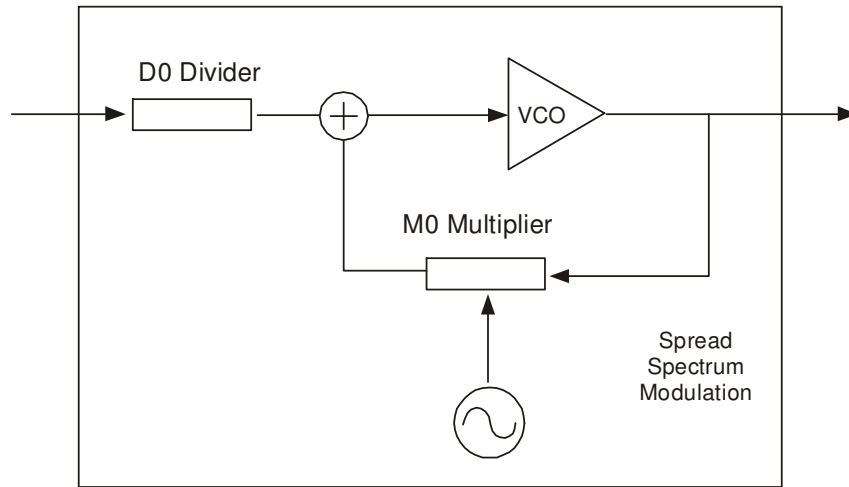 D0 Divider
VCO
M0 Multiplier
Spread
Spectrum
Modulation